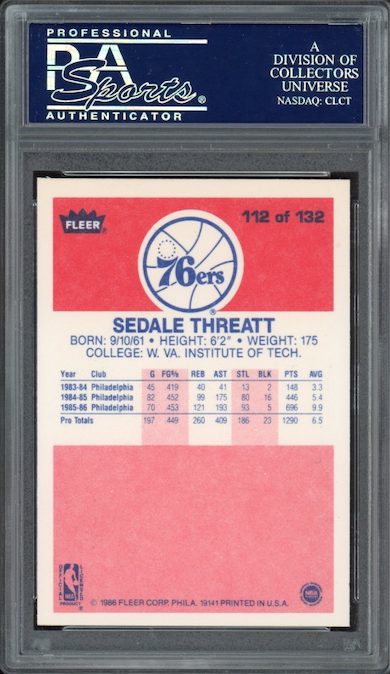 PROFESSIONAL
PSA
Sports®
AUTHENTICATOR
A
DIVISION OF
COLLECTORS
UNIVERSE
NASDAQ: CLCT
FLEER
112 of 132
76ers
®
SEDALE THREATT
BORN: 9/10/61 • HEIGHT: 6'2" • WEIGHT: 175
COLLEGE: W. VA. INSTITUTE OF TECH.
Year Club G FG% REB AST STL BLK PTS AVG
1983-84 Philadelphia 45 .419 40 41 13 2 148 3.3
1984-85 Philadelphia 82 .452 99 175 80 16 446 5.4
1985-86 Philadelphia 70 .453 121 193 93 5 696 9.9
Pro Totals 197 .449 260 409 186 23 1290 6.5
OFFICIAL
NBA
LICENSED
PRODUCT
© 1986 FLEER CORP. PHILA. 19141 PRINTED IN U.S.A.